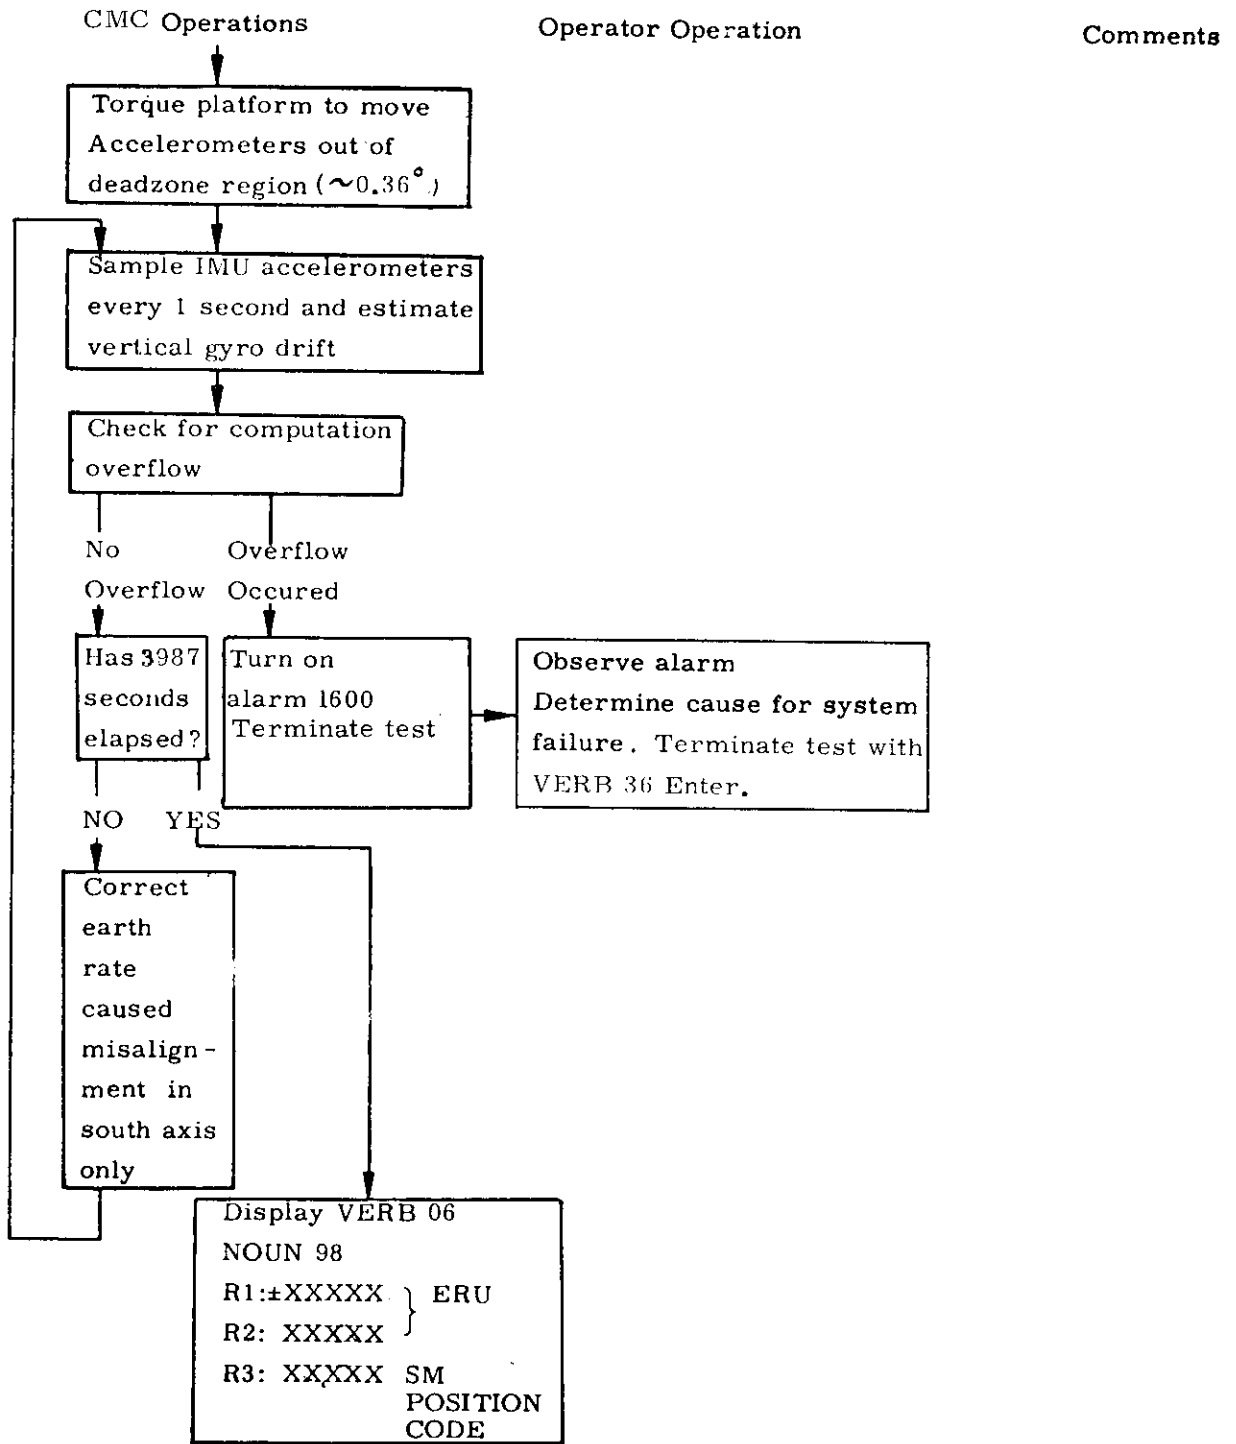 CMC Operations
Operator Operation
Comments
Torque platform to move
Accelerometers out of
deadzone region (~0.36°)
Sample IMU accelerometers
every 1 second and estimate
vertical gyro drift
Check for computation
overflow
No
Overflow
Overflow
Occured
Has 3987
seconds
elapsed?
Turn on
alarm 1600
Terminate test
Observe alarm
Determine cause for system
failure. Terminate test with
VERB 36 Enter.
NO
YES
Correct
earth
rate
caused
misalign-
ment in
south axis
only
Display VERB 06
NOUN 98
R1:±XXXXX } ERU
R2: XXXXX
R3: XXXXX SM
POSITION
CODE